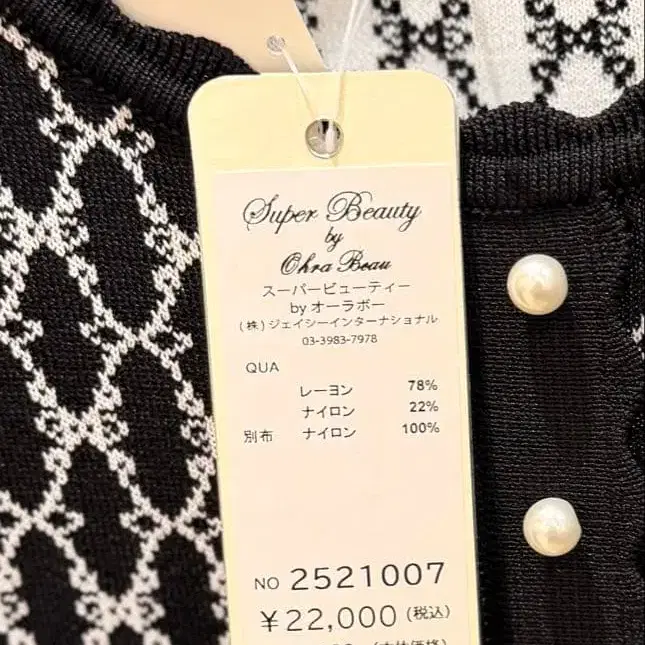 Super Beauty
by
Ohra Beau
スーパービューティー
by オーラボー
(株)ジェイシーインターナショナル
03-3983-7978
QUA
レーヨン 78%
ナイロン 22%
別布 ナイロン 100%
NO 2521007
￥22,000(税込)